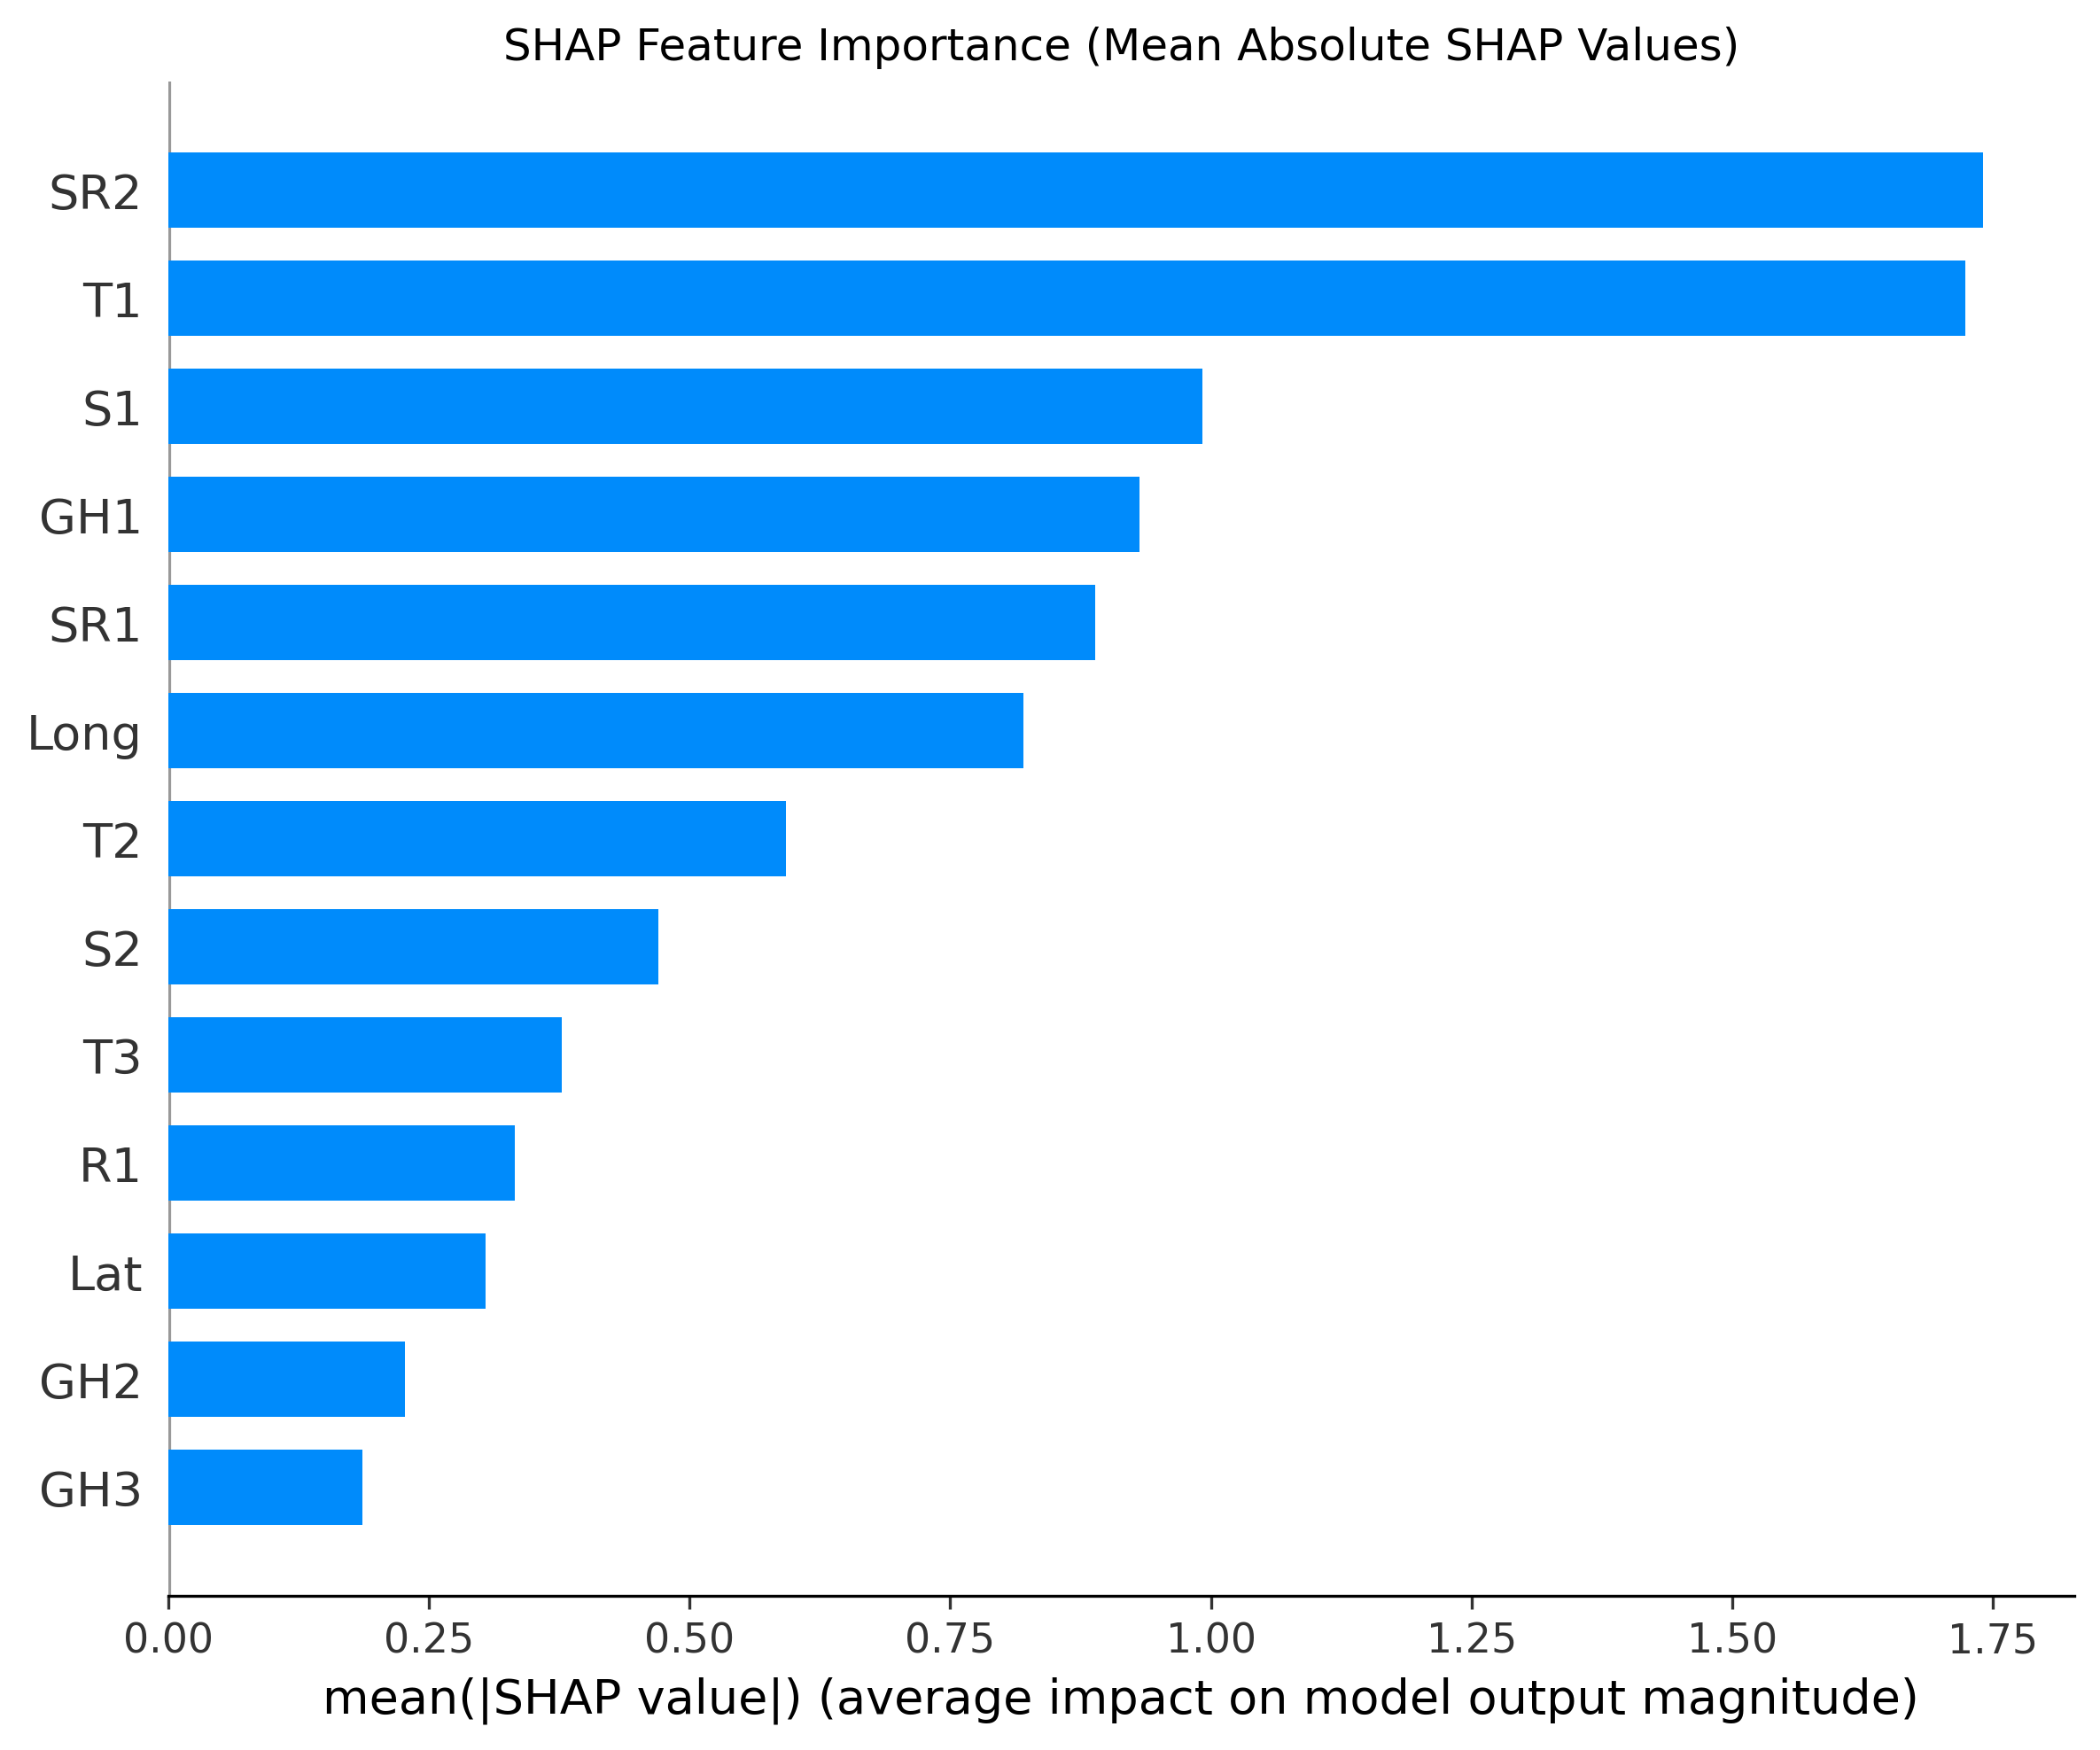 SHAP Feature Importance (Mean Absolute SHAP Values)
SR2
T1
S1
GH1
SR1
Long
T2
S2
T3
R1
Lat
GH2
GH3
0.00 0.25 0.50 0.75 1.00 1.25 1.50 1.75
mean(|SHAP value|) (average impact on model output magnitude)